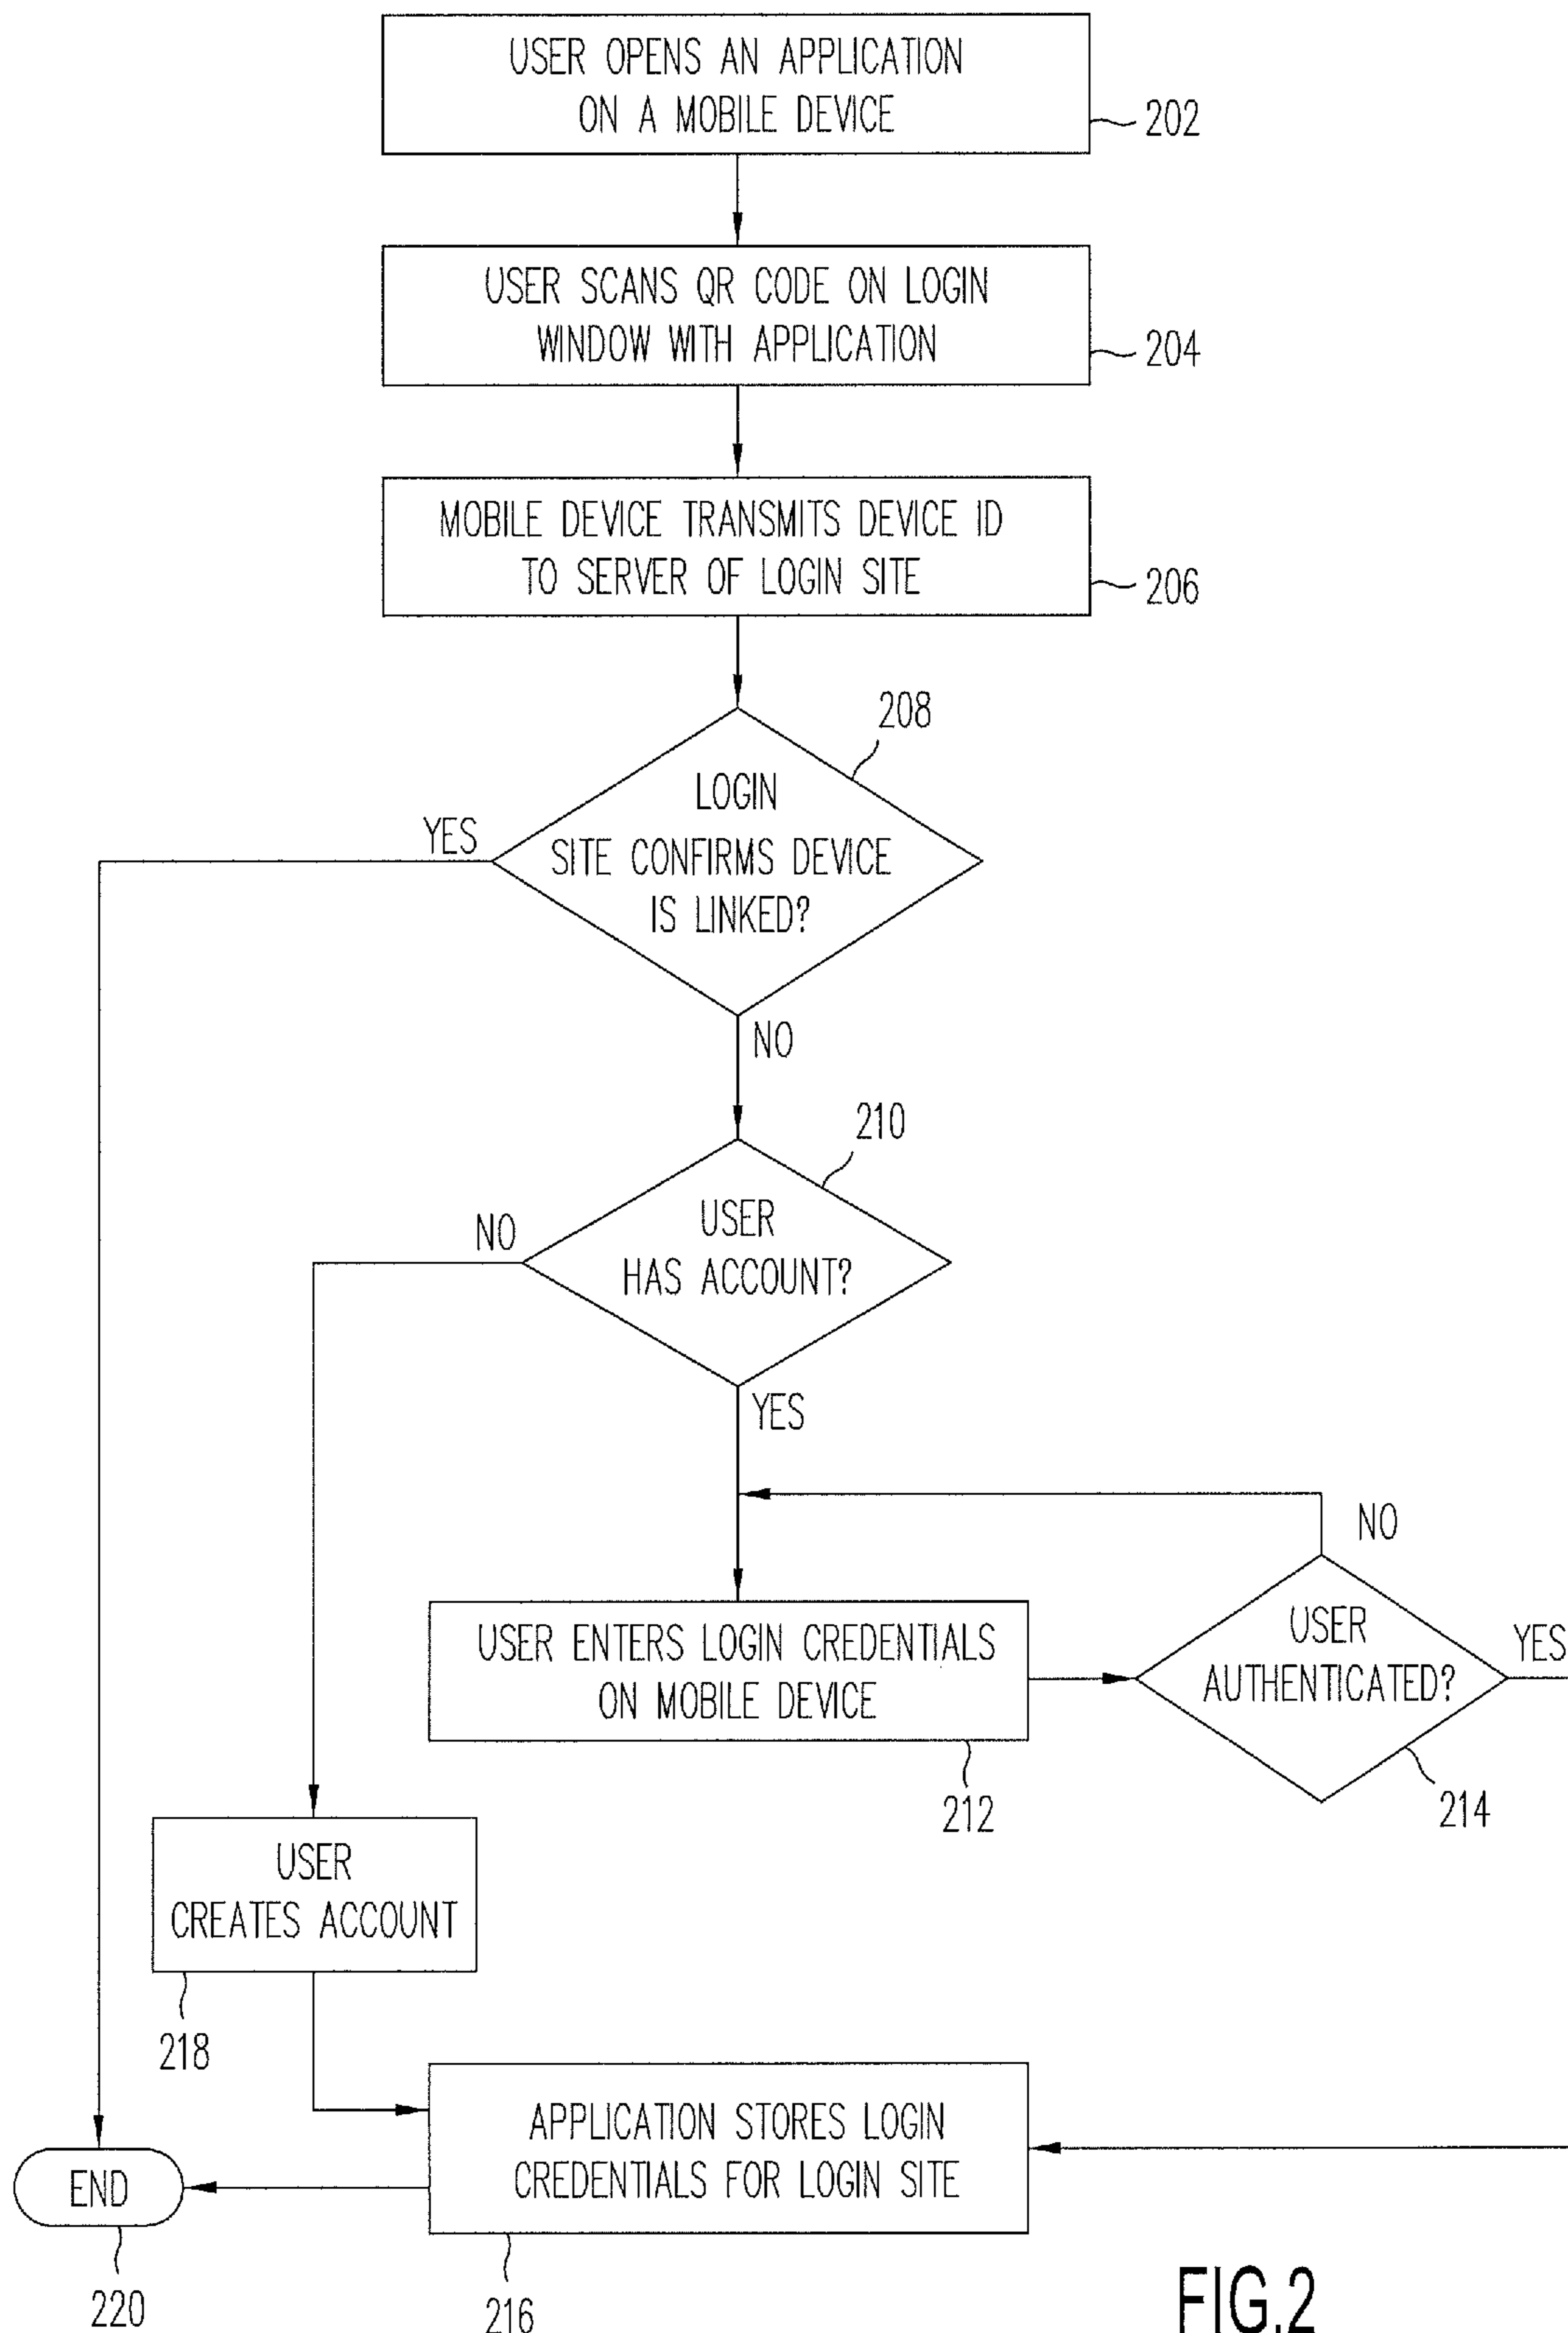 USER OPENS AN APPLICATION
ON A MOBILE DEVICE
202
USER SCANS QR CODE ON LOGIN
WINDOW WITH APPLICATION
204
MOBILE DEVICE TRANSMITS DEVICE ID
TO SERVER OF LOGIN SITE
206
208
LOGIN
SITE CONFIRMS DEVICE
IS LINKED?
YES
NO
210
USER
HAS ACCOUNT?
NO
YES
NO
USER ENTERS LOGIN CREDENTIALS
ON MOBILE DEVICE
212
USER
AUTHENTICATED?
YES
214
USER
CREATES ACCOUNT
218
APPLICATION STORES LOGIN
CREDENTIALS FOR LOGIN SITE
216
END
220
FIG.2